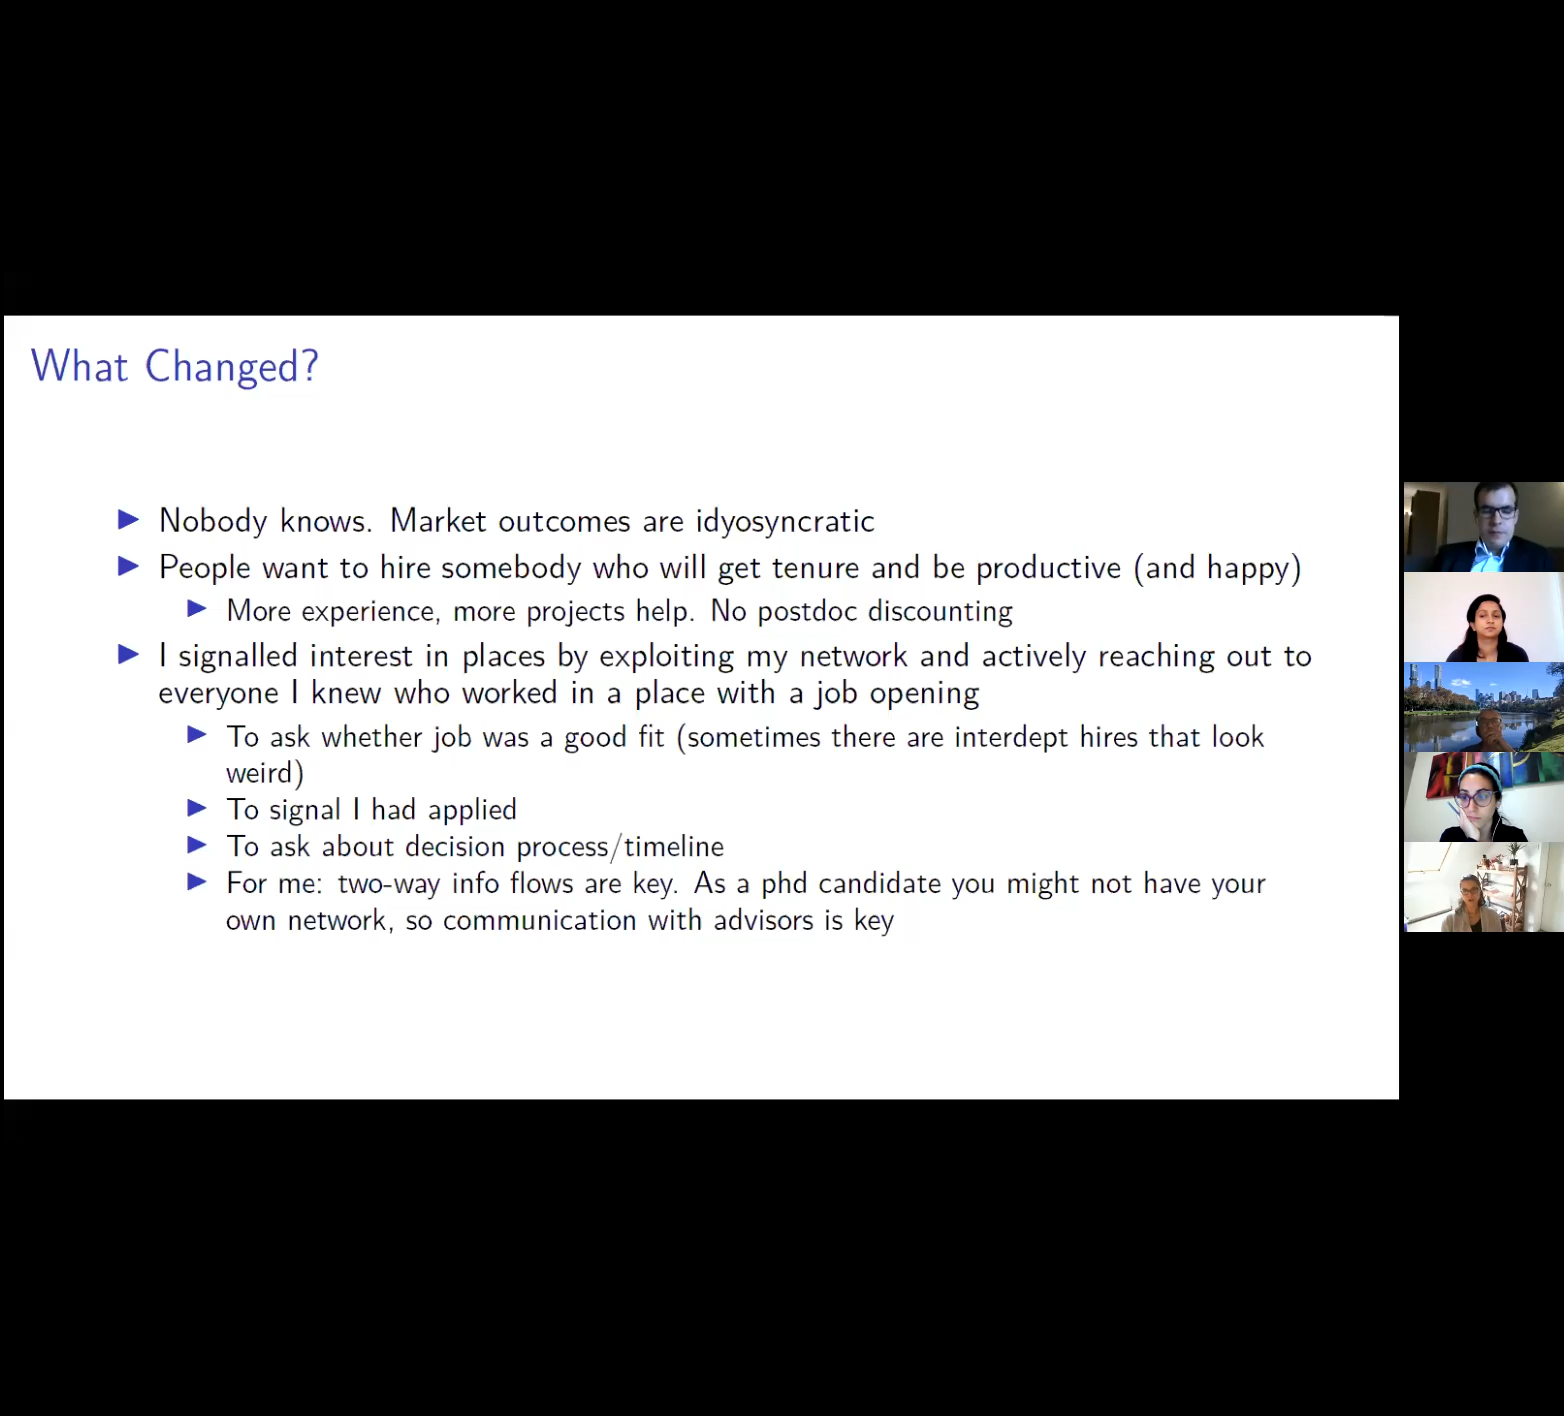 What Changed?
Nobody knows. Market outcomes are idyosyncratic
People want to hire somebody who will get tenure and be productive (and happy)
More experience, more projects help. No postdoc discounting
I signalled interest in places by exploiting my network and actively reaching out to
everyone I knew who worked in a place with a job opening
To ask whether job was a good fit (sometimes there are interdept hires that look
weird)
To signal I had applied
To ask about decision process/timeline
For me: two-way info flows are key. As a phd candidate you might not have your
own network, so communication with advisors is key